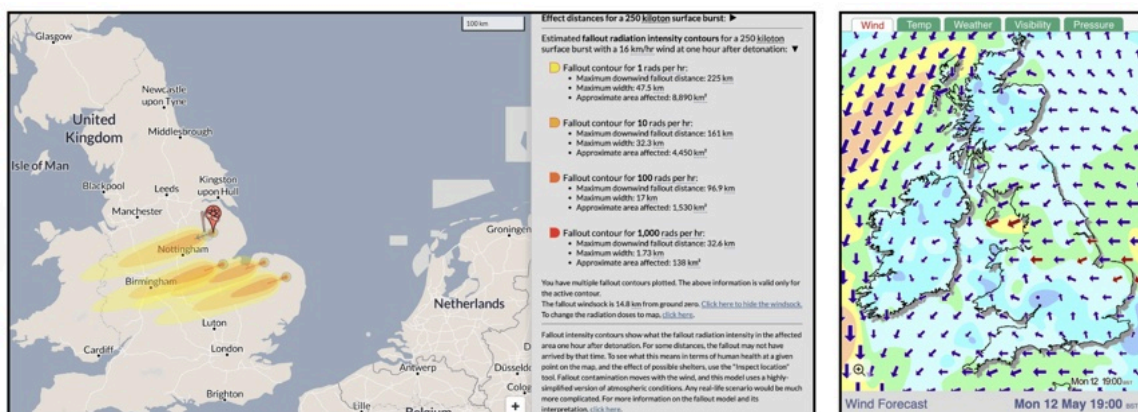 Glasgow
Newcastle
upon Tyne
United
Kingdom
Middlesbrough
Isle of Man
Blackpool
Leeds
Kingston
upon Hull
Manchester
Nottingham
Birmingham
Luton
Cardiff
London
Brighton
100 km
Groningen
Netherlands
Antwerp
Düsseldo
Colog
Lille
Belgium
+
Effect distances for a 250 kiloton surface burst: ▶
Estimated fallout radiation intensity contours for a 250 kiloton
surface burst with a 16 km/hr wind at one hour after detonation: ▼
Fallout contour for 1 rads per hr:
• Maximum downwind fallout distance: 225 km
• Maximum width: 47.5 km
• Approximate area affected: 8,890 km²
Fallout contour for 10 rads per hr:
• Maximum downwind fallout distance: 161 km
• Maximum width: 32.3 km
• Approximate area affected: 4,450 km²
Fallout contour for 100 rads per hr:
• Maximum downwind fallout distance: 96.9 km
• Maximum width: 17 km
• Approximate area affected: 1,530 km²
Fallout contour for 1,000 rads per hr:
• Maximum downwind fallout distance: 32.6 km
• Maximum width: 1.73 km
• Approximate area affected: 138 km²
You have multiple fallout contours plotted. The above information is valid only for
the active contour.
The fallout windsock is 14.8 km from ground zero. Click here to hide the windsock.
To change the radiation doses to map, click here.
Fallout intensity contours show what the fallout radiation intensity in the affected
area one hour after detonation. For some distances, the fallout may not have
arrived by that time. To see what this means in terms of human health at a given
point on the map, and the effect of possible shelters, use the "Inspect location"
tool. Fallout contamination moves with the wind, and this model uses a highly-
simplified version of atmospheric conditions. Any real-life scenario would be much
more complicated. For more information on the fallout model and its
interpretation, click here.
Wind
Temp
Weather
Visibility
Pressure
Mon 12 19:00 BST
Wind Forecast
Mon 12 May 19:00 BST